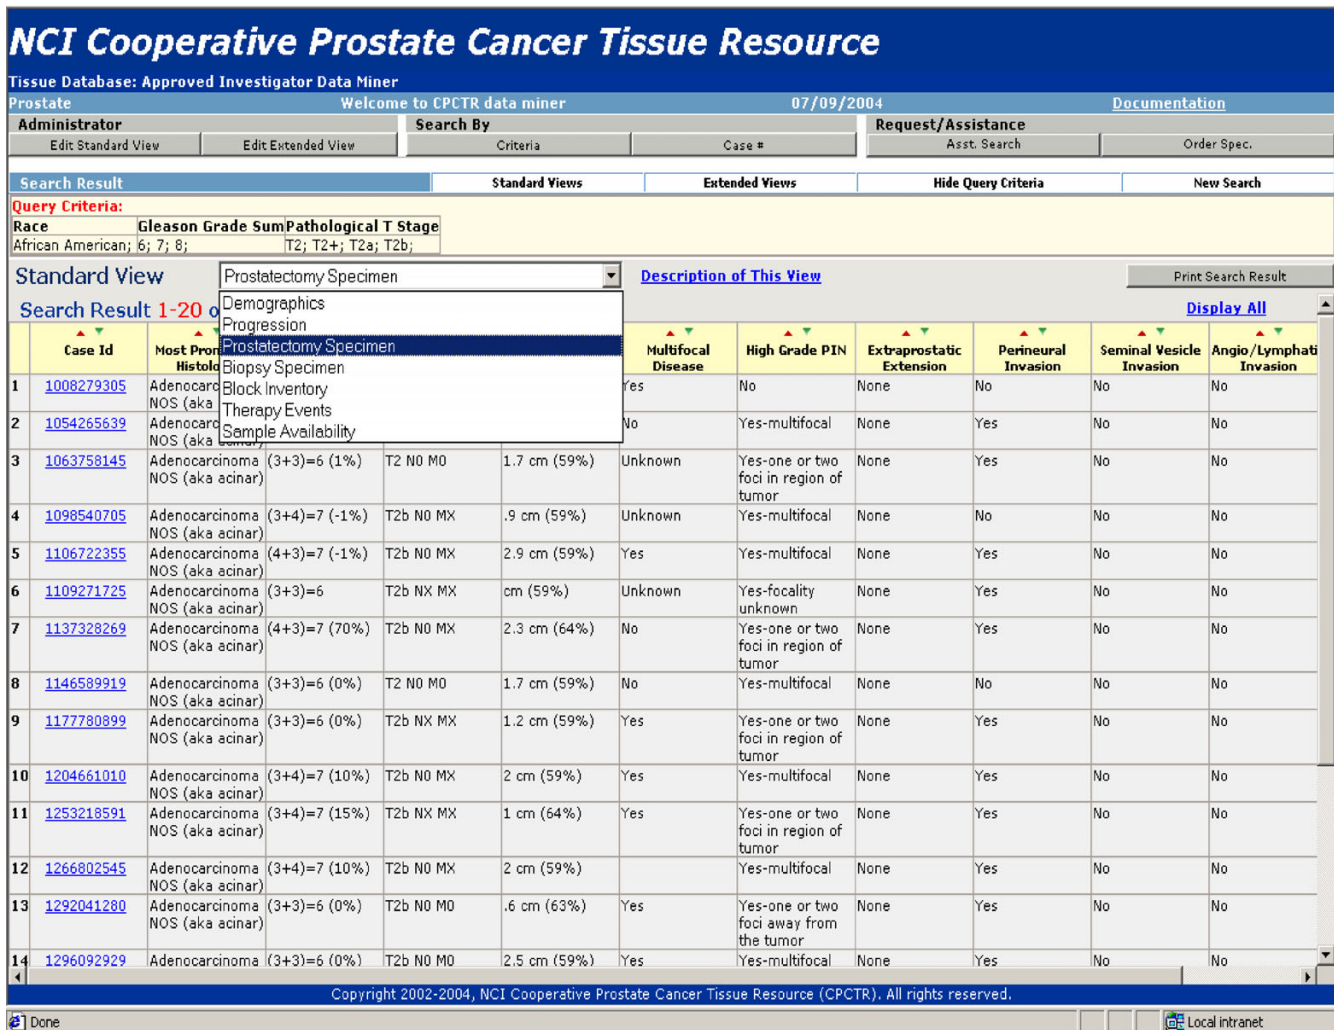 NCI Cooperative Prostate Cancer Tissue Resource
Tissue Database: Approved Investigator Data Miner
Prostate Welcome to CPCTR data miner 07/09/2004 Documentation
Administrator Search By Request/Assistance
Edit Standard View Edit Extended View Criteria Case # Asst. Search Order Spec.
Search Result Standard Views Extended Views Hide Query Criteria New Search
Query Criteria:
Race Gleason Grade Sum Pathological T Stage
African American; 6; 7; 8; T2; T2+; T2a; T2b;
Standard View Prostatectomy Specimen Description of This View Print Search Result
Search Result 1-20 Display All
Demographics
Progression
Prostatectomy Specimen
Biopsy Specimen
Block Inventory
Therapy Events
Sample Availability
Case Id Most Multifocal High Grade PIN Extraprostatic Perineural Seminal Vesicle Angio/Lymphati
Disease Extension Invasion Invasion Invasion
1 1008279305 Yes No None No No No
NOS (aka
2 1054265639 No Yes-multifocal None Yes No No
NOS (aka
3 1063758145 Adenocarcinoma (3+3)=6 (1%) T2 N0 M0 1.7 cm (59%) Unknown Yes-one or two None Yes No No
NOS (aka acinar) foci in region of
tumor
4 1098540705 Adenocarcinoma (3+4)=7 (-1%) T2b N0 MX .9 cm (59%) Unknown Yes-multifocal None No No No
NOS (aka acinar)
5 1106722355 Adenocarcinoma (4+3)=7 (-1%) T2b N0 MX 2.9 cm (59%) Yes Yes-multifocal None Yes No No
NOS (aka acinar)
6 1109271725 Adenocarcinoma (3+3)=6 T2b NX MX cm (59%) Unknown Yes-focality None Yes No No
NOS (aka acinar) unknown
7 1137328269 Adenocarcinoma (4+3)=7 (70%) T2b N0 MX 2.3 cm (64%) No Yes-one or two None Yes No No
NOS (aka acinar) foci in region of
tumor
8 1146589919 Adenocarcinoma (3+3)=6 (0%) T2 N0 M0 1.7 cm (59%) No Yes-multifocal None No No No
NOS (aka acinar)
9 1177780899 Adenocarcinoma (3+3)=6 (0%) T2b NX MX 1.2 cm (59%) Yes Yes-one or two None Yes No No
NOS (aka acinar) foci in region of
tumor
10 1204661010 Adenocarcinoma (3+4)=7 (10%) T2b N0 MX 2 cm (59%) Yes Yes-multifocal None Yes No No
NOS (aka acinar)
11 1253218591 Adenocarcinoma (3+4)=7 (15%) T2b NX MX 1 cm (64%) Yes Yes-one or two None Yes No No
NOS (aka acinar) foci in region of
tumor
12 1266802545 Adenocarcinoma (3+4)=7 (10%) T2b N0 MX 2 cm (59%) Yes-multifocal None Yes No No
NOS (aka acinar)
13 1292041280 Adenocarcinoma (3+3)=6 (0%) T2b N0 M0 .6 cm (63%) Yes Yes-one or two None Yes No No
NOS (aka acinar) foci away from
the tumor
14 1296092929 Adenocarcinoma (3+3)=6 (0%) T2b N0 M0 2.5 cm (59%) Yes Yes-multifocal None Yes No No
Copyright 2002-2004, NCI Cooperative Prostate Cancer Tissue Resource (CPCTR). All rights reserved.
Done Local intranet